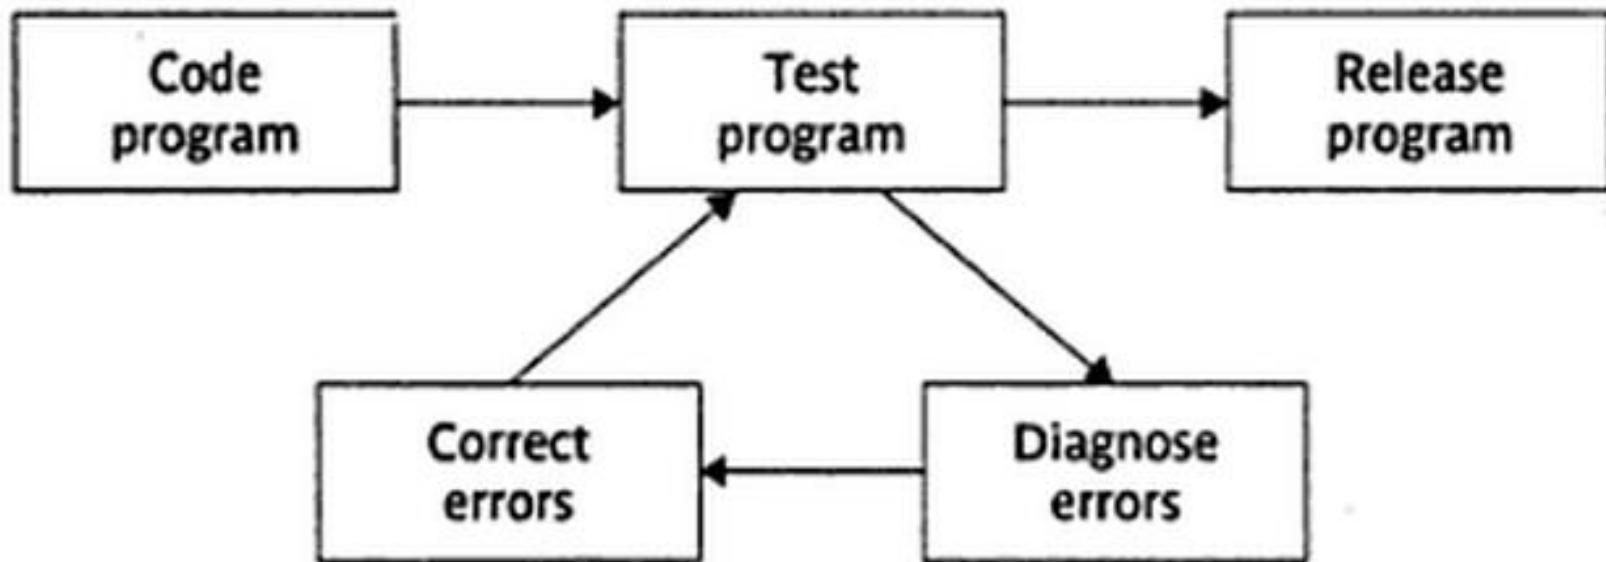 Code
program
Test
program
Release
program
Correct
errors
Diagnose
errors